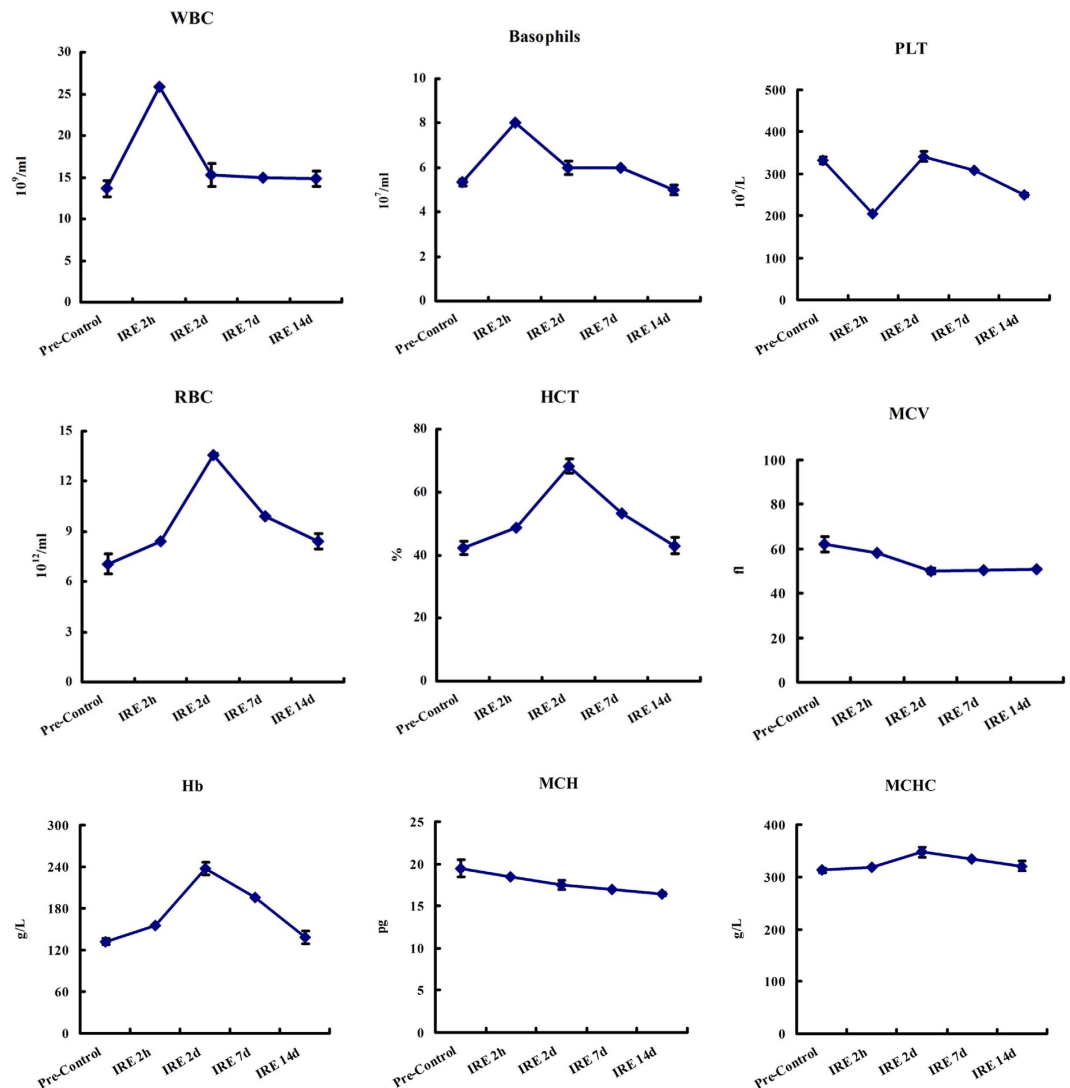 WBC
30
25
20
15
10
5
0
10⁹/ml
Pre-Control
IRE 2h
IRE 2d
IRE 7d
IRE 14d
Basophils
10
8
6
4
2
0
10⁷/ml
Pre-Control
IRE 2h
IRE 2d
IRE 7d
IRE 14d
PLT
500
400
300
200
100
0
10⁹/L
Pre-Control
IRE 2h
IRE 2d
IRE 7d
IRE 14d
RBC
15
12
9
6
3
0
10¹²/ml
Pre-Control
IRE 2h
IRE 2d
IRE 7d
IRE 14d
HCT
80
60
40
20
0
%
Pre-Control
IRE 2h
IRE 2d
IRE 7d
IRE 14d
MCV
100
80
60
40
20
0
fl
Pre-Control
IRE 2h
IRE 2d
IRE 7d
IRE 14d
Hb
300
240
180
120
60
0
g/L
Pre-Control
IRE 2h
IRE 2d
IRE 7d
IRE 14d
MCH
25
20
15
10
5
0
pg
Pre-Control
IRE 2h
IRE 2d
IRE 7d
IRE 14d
MCHC
400
300
200
100
0
g/L
Pre-Control
IRE 2h
IRE 2d
IRE 7d
IRE 14d